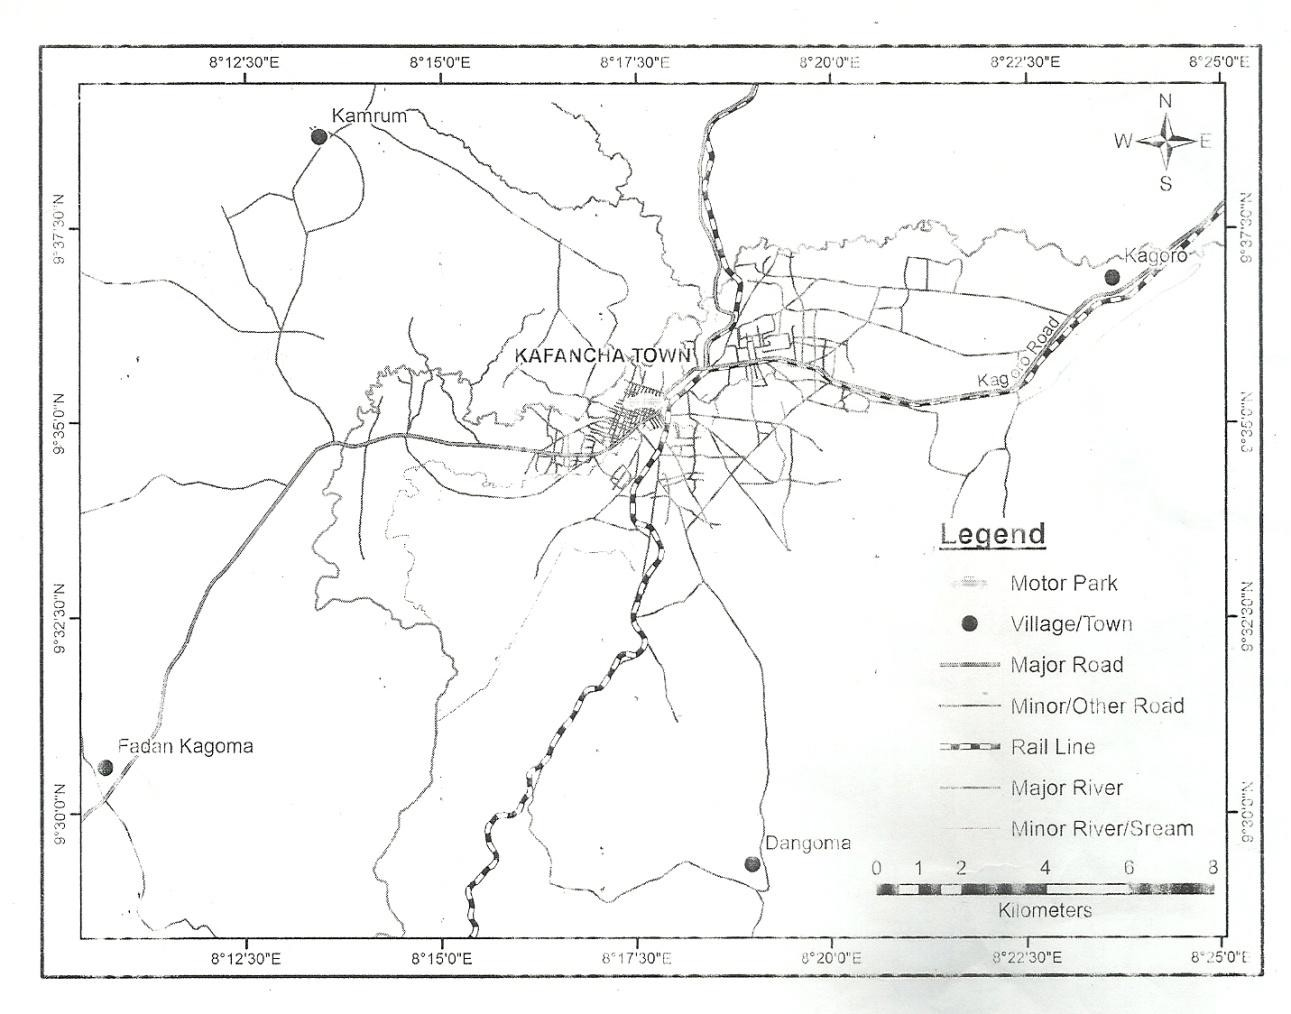 8°12'30"E 8°15'0"E 8°17'30"E 8°20'0"E 8°22'30"E 8°25'0"E
N
W E
S
Kamrum
9°37'30"N
9°37'30"N
Kagoro
KAFANCHA TOWN
Kagoro Road
9°35'0"N
9°35'0"N
Legend
Motor Park
Village/Town
Major Road
Minor/Other Road
Rail Line
Major River
Minor River/Sream
9°32'30"N
9°32'30"N
Fadan Kagoma
9°30'0"N
9°30'0"N
Dangoma
0 1 2 4 6 8
Kilometers
8°12'30"E 8°15'0"E 8°17'30"E 8°20'0"E 8°22'30"E 8°25'0"E